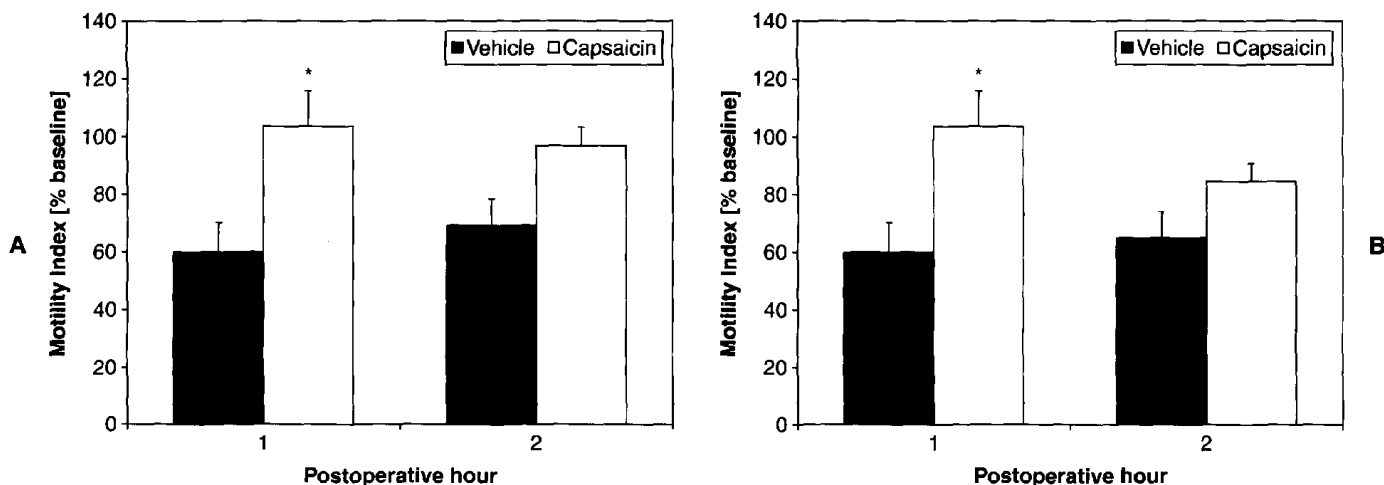 A
Motility Index [% baseline]
140
120
100
80
60
40
20
0
Vehicle Capsaicin
*
1 2
Postoperative hour
Motility Index [% baseline]
140
120
100
80
60
40
20
0
Vehicle Capsaicin
*
1 2
Postoperative hour
B